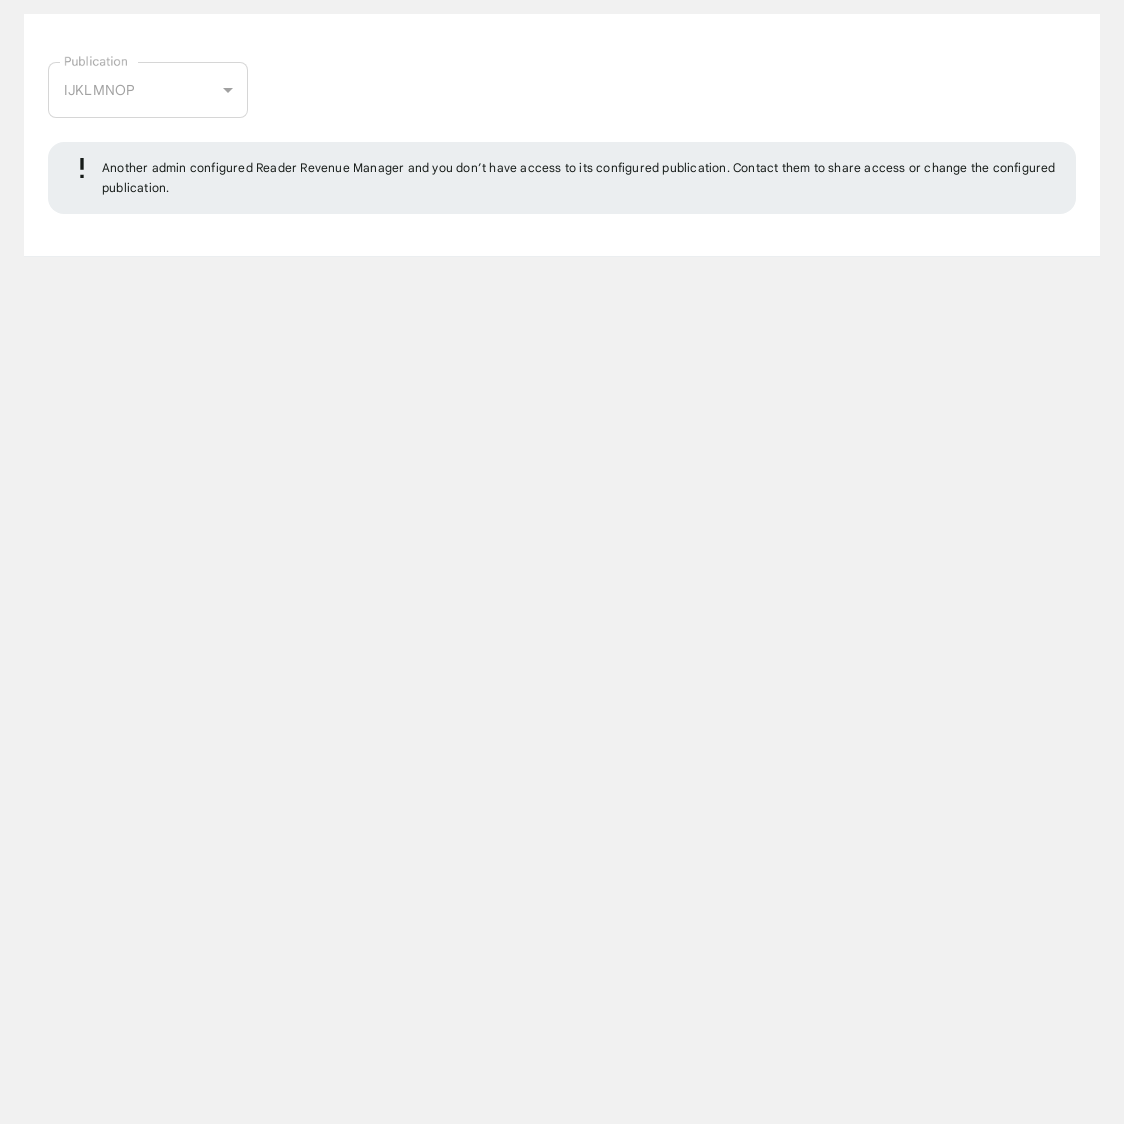 Publication
IJKLMNOP
! Another admin configured Reader Revenue Manager and you don’t have access to its configured publication. Contact them to share access or change the configured
publication.